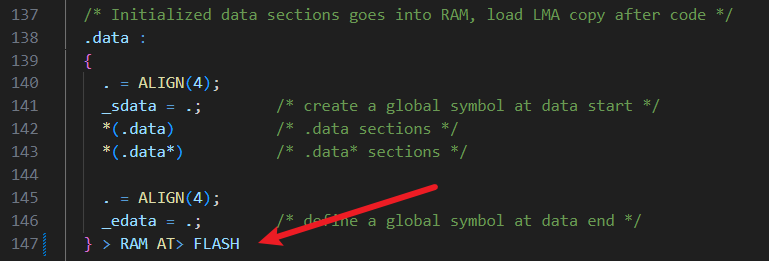 137 /* Initialized data sections goes into RAM, load LMA copy after code */
138 .data :
139 {
140 . = ALIGN(4);
141 _sdata = .; /* create a global symbol at data start */
142 *(.data) /* .data sections */
143 *(.data*) /* .data* sections */
144
145 . = ALIGN(4);
146 _edata = .; /* define a global symbol at data end */
147 } > RAM AT> FLASH